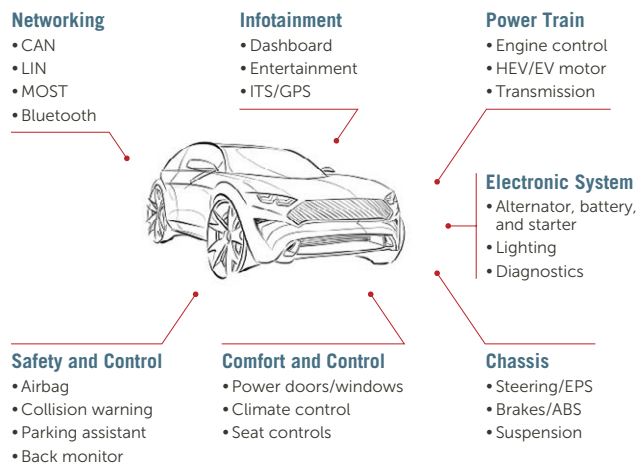 Networking
• CAN
• LIN
• MOST
• Bluetooth
Infotainment
• Dashboard
• Entertainment
• ITS/GPS
Power Train
• Engine control
• HEV/EV motor
• Transmission
Electronic System
• Alternator, battery,
and starter
• Lighting
• Diagnostics
Safety and Control
• Airbag
• Collision warning
• Parking assistant
• Back monitor
Comfort and Control
• Power doors/windows
• Climate control
• Seat controls
Chassis
• Steering/EPS
• Brakes/ABS
• Suspension